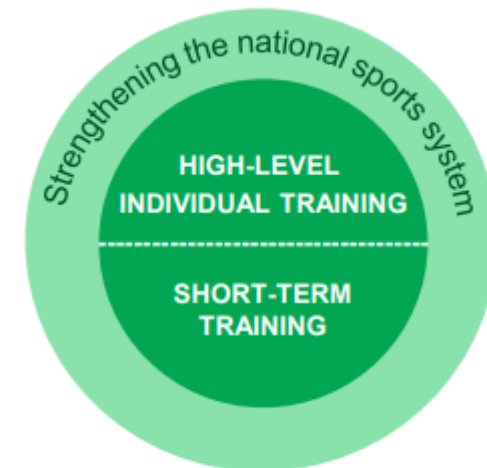 Strengthening the national sports system
HIGH-LEVEL
INDIVIDUAL TRAINING
SHORT-TERM
TRAINING